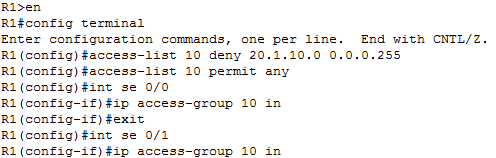 R1>en
R1#config terminal
Enter configuration commands, one per line.  End with CNTL/Z.
R1(config)#access-list 10 deny 20.1.10.0 0.0.0.255
R1(config)#access-list 10 permit any
R1(config)#int se 0/0
R1(config-if)#ip access-group 10 in
R1(config-if)#exit
R1(config)#int se 0/1
R1(config-if)#ip access-group 10 in